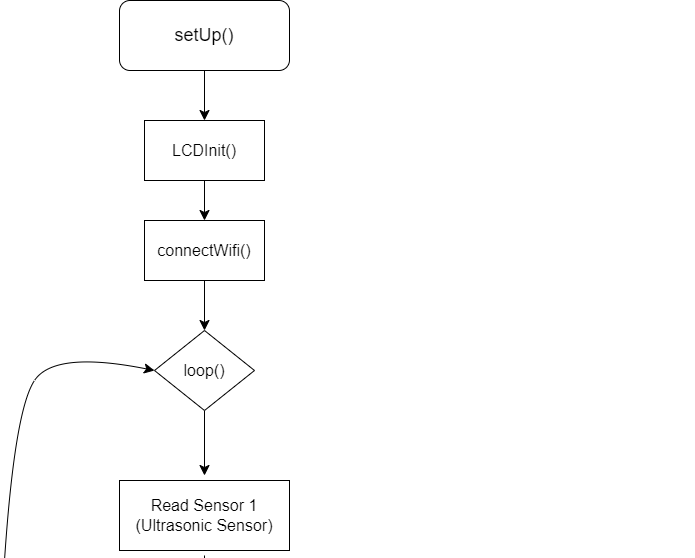 setUp()
LCDInit()
connectWifi()
loop()
Read Sensor 1
(Ultrasonic Sensor)